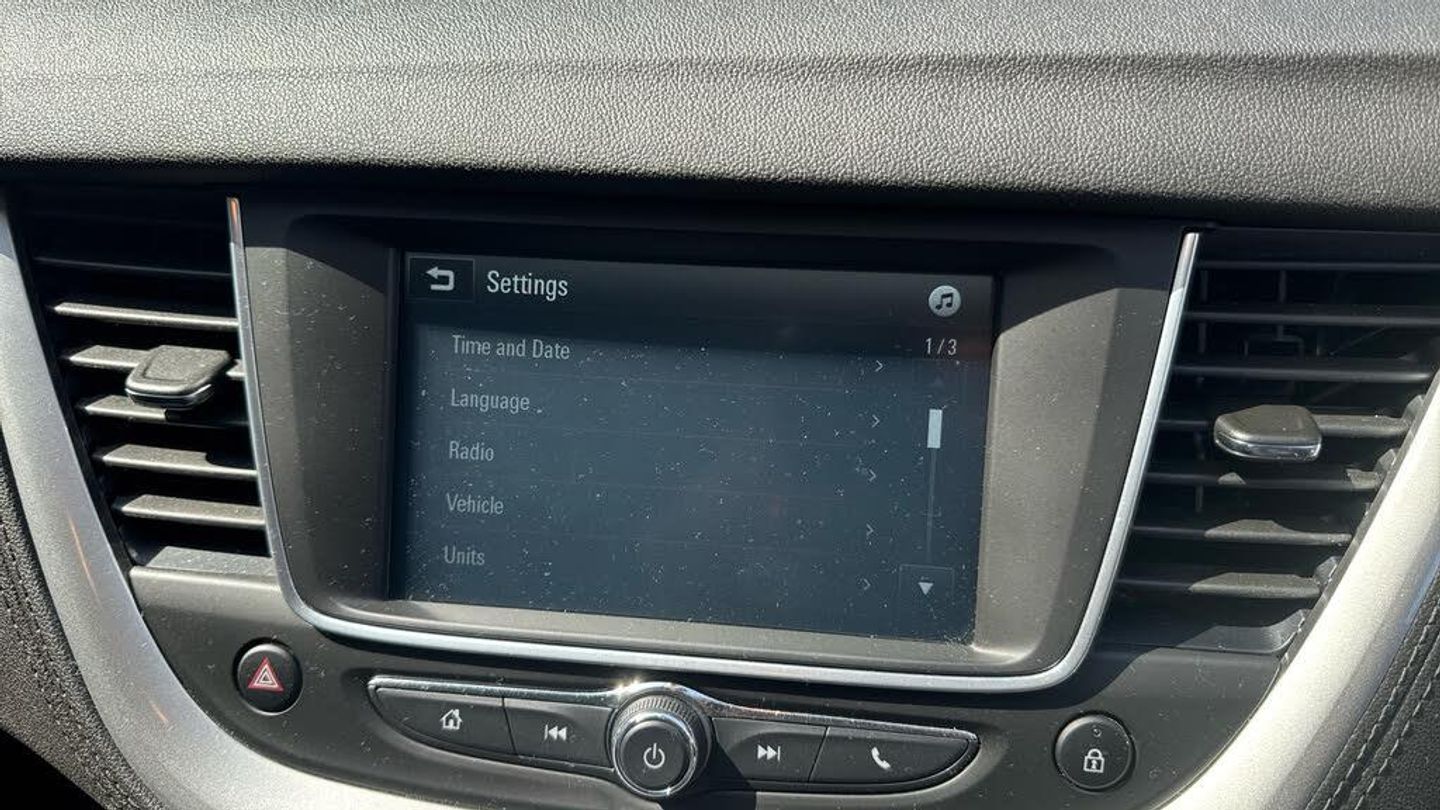 Settings
1/3
Time and Date
Language
Radio
Vehicle
Units